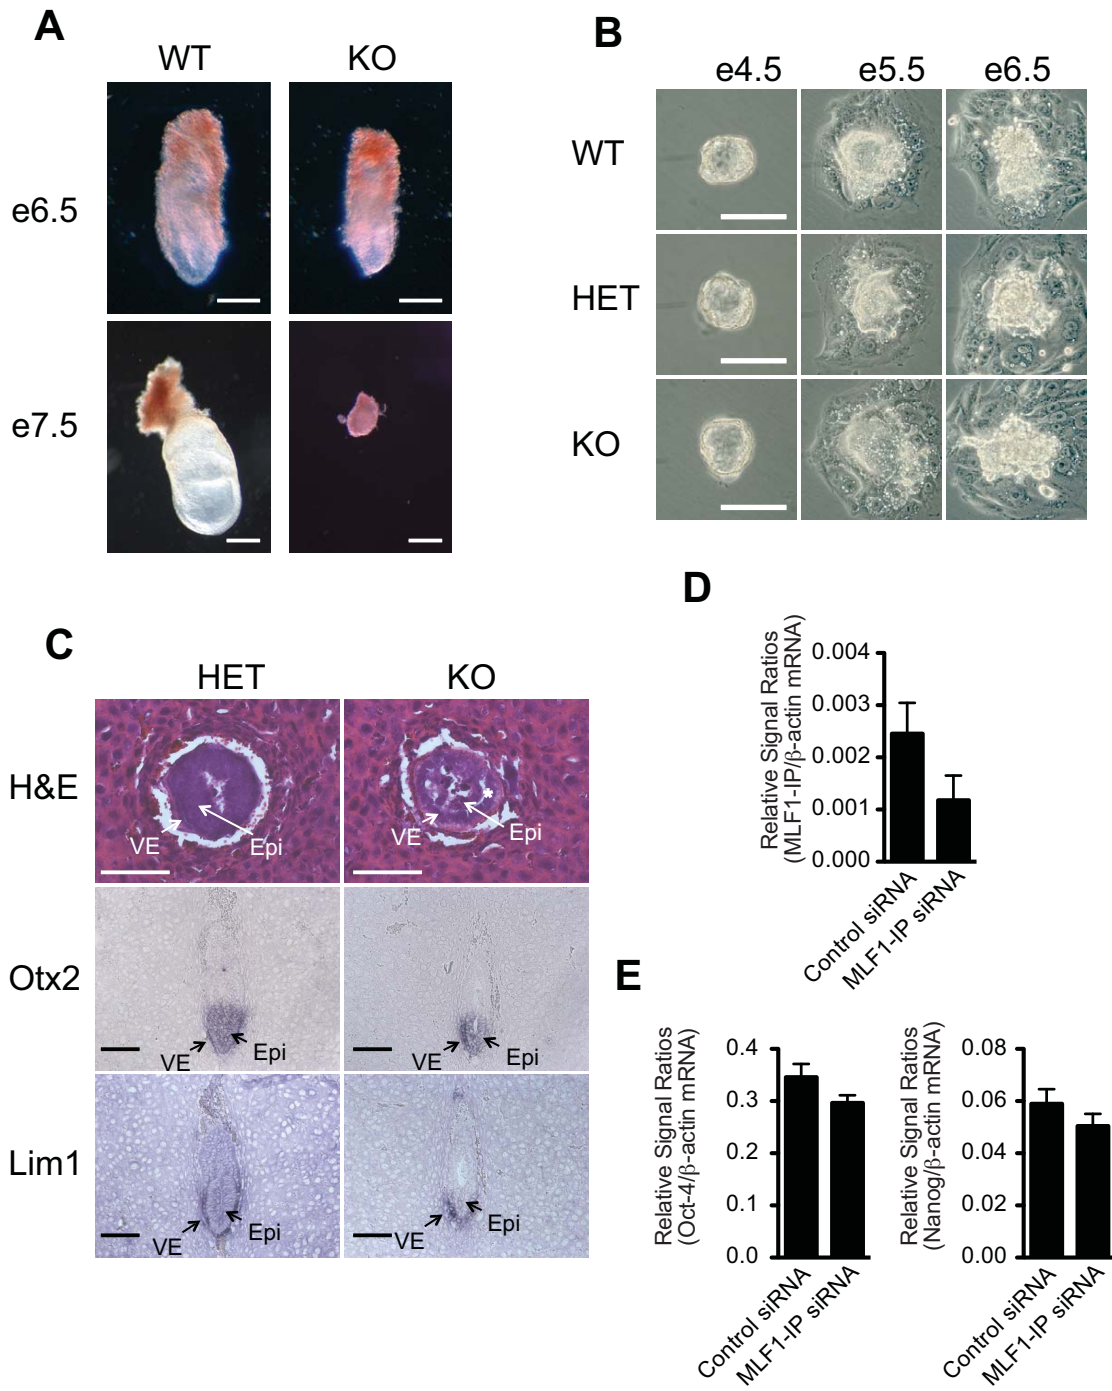 A
WT KO
e6.5
e7.5
B
e4.5 e5.5 e6.5
WT
HET
KO
C
HET KO
H&E
VE Epi
VE * Epi
Otx2
VE Epi
VE Epi
Lim1
VE Epi
VE Epi
D
Relative Signal Ratios
(MLF1-IP/β-actin mRNA)
0.004
0.003
0.002
0.001
0.000
Control siRNA
MLF1-IP siRNA
E
Relative Signal Ratios
(Oct-4/β-actin mRNA)
0.4
0.3
0.2
0.1
0.0
Control siRNA
MLF1-IP siRNA
Relative Signal Ratios
(Nanog/β-actin mRNA)
0.08
0.06
0.04
0.02
0.00
Control siRNA
MLF1-IP siRNA